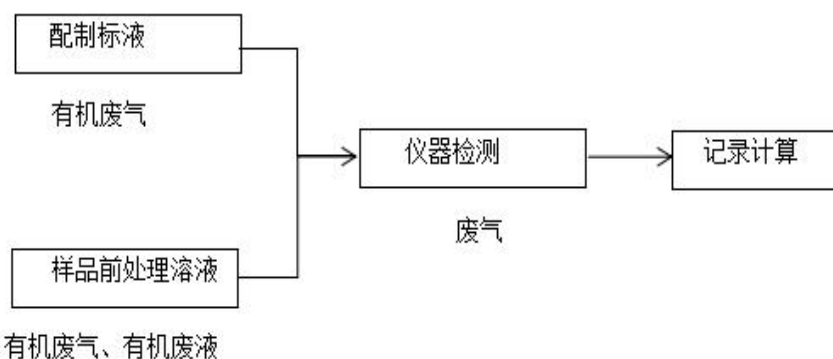 配制标液
有机废气
仪器检测
记录计算
废气
样品前处理溶液
有机废气、有机废液